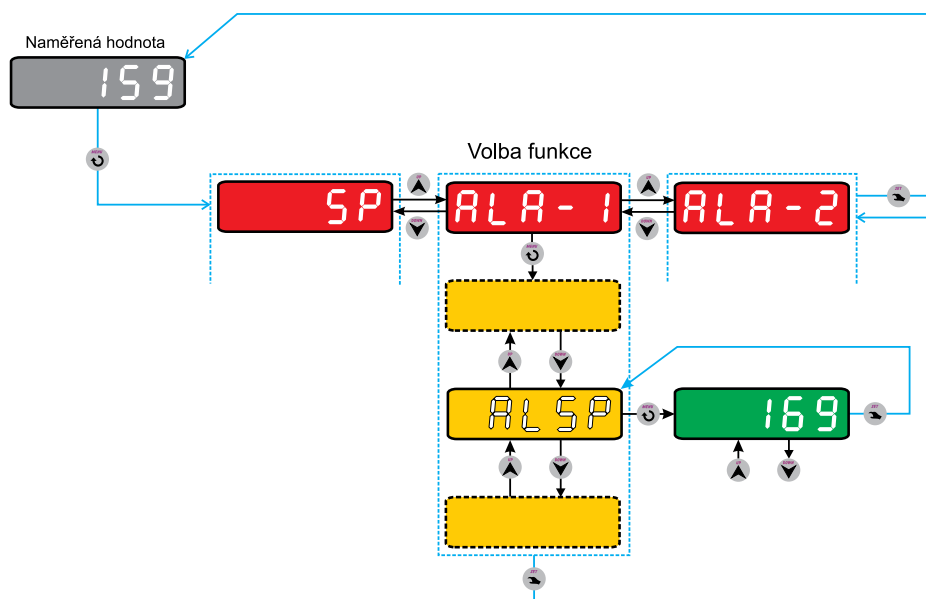 Naměřená hodnota
159
Volba funkce
SP
ALA-1
ALA-2
ALSP
169